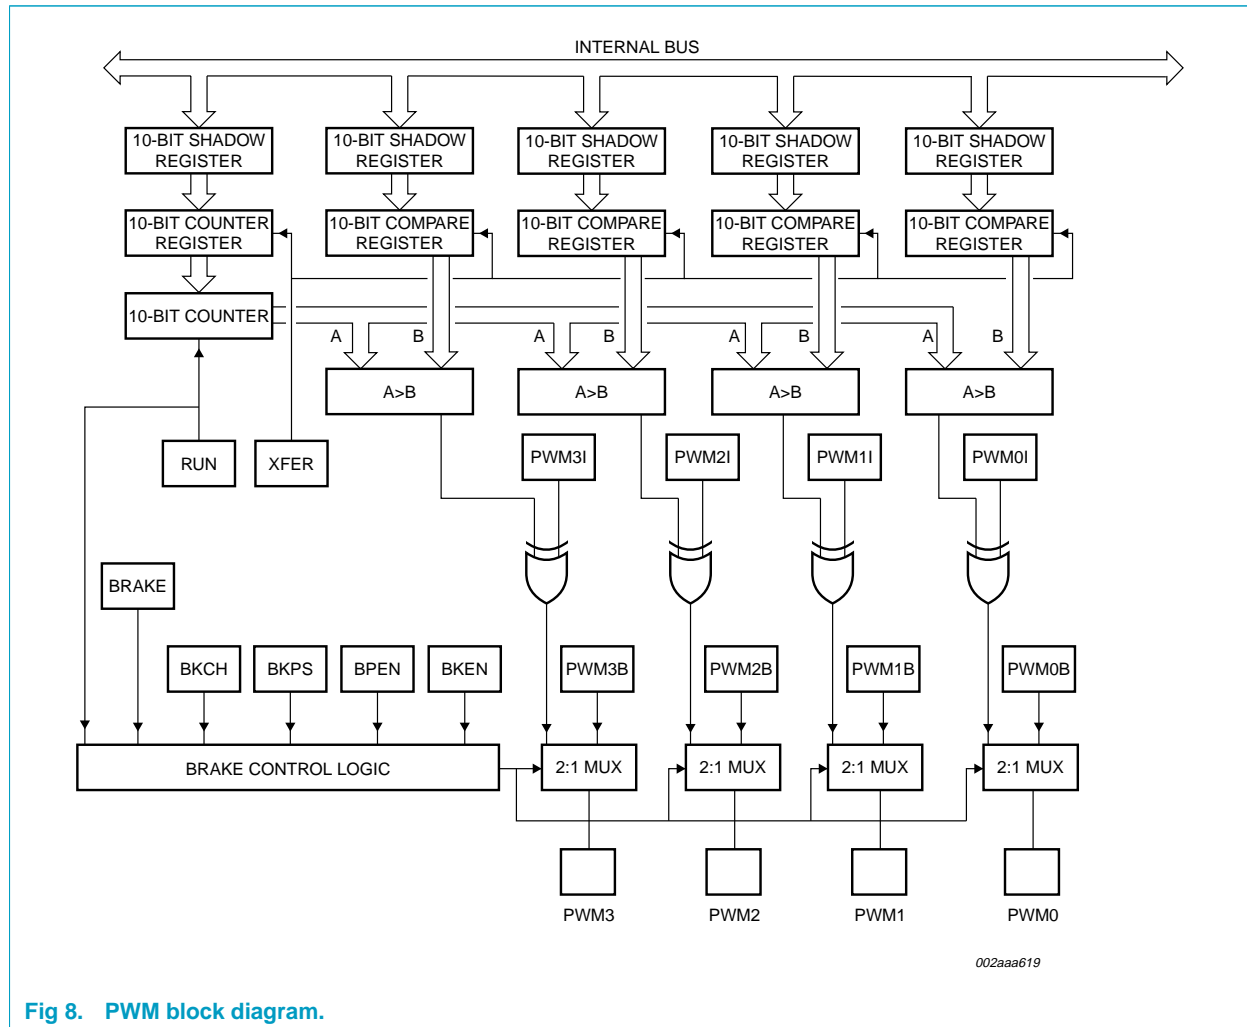 INTERNAL BUS
10-BIT SHADOW
REGISTER
10-BIT SHADOW
REGISTER
10-BIT SHADOW
REGISTER
10-BIT SHADOW
REGISTER
10-BIT SHADOW
REGISTER
10-BIT COUNTER
REGISTER
10-BIT COMPARE
REGISTER
10-BIT COMPARE
REGISTER
10-BIT COMPARE
REGISTER
10-BIT COMPARE
REGISTER
10-BIT COUNTER
A
B
A
B
A
B
A
B
A>B
A>B
A>B
A>B
RUN
XFER
PWM3I
PWM2I
PWM1I
PWM0I
BRAKE
BKCH
BKPS
BPEN
BKEN
PWM3B
PWM2B
PWM1B
PWM0B
BRAKE CONTROL LOGIC
2:1 MUX
2:1 MUX
2:1 MUX
2:1 MUX
PWM3
PWM2
PWM1
PWM0
002aaa619
Fig 8. PWM block diagram.